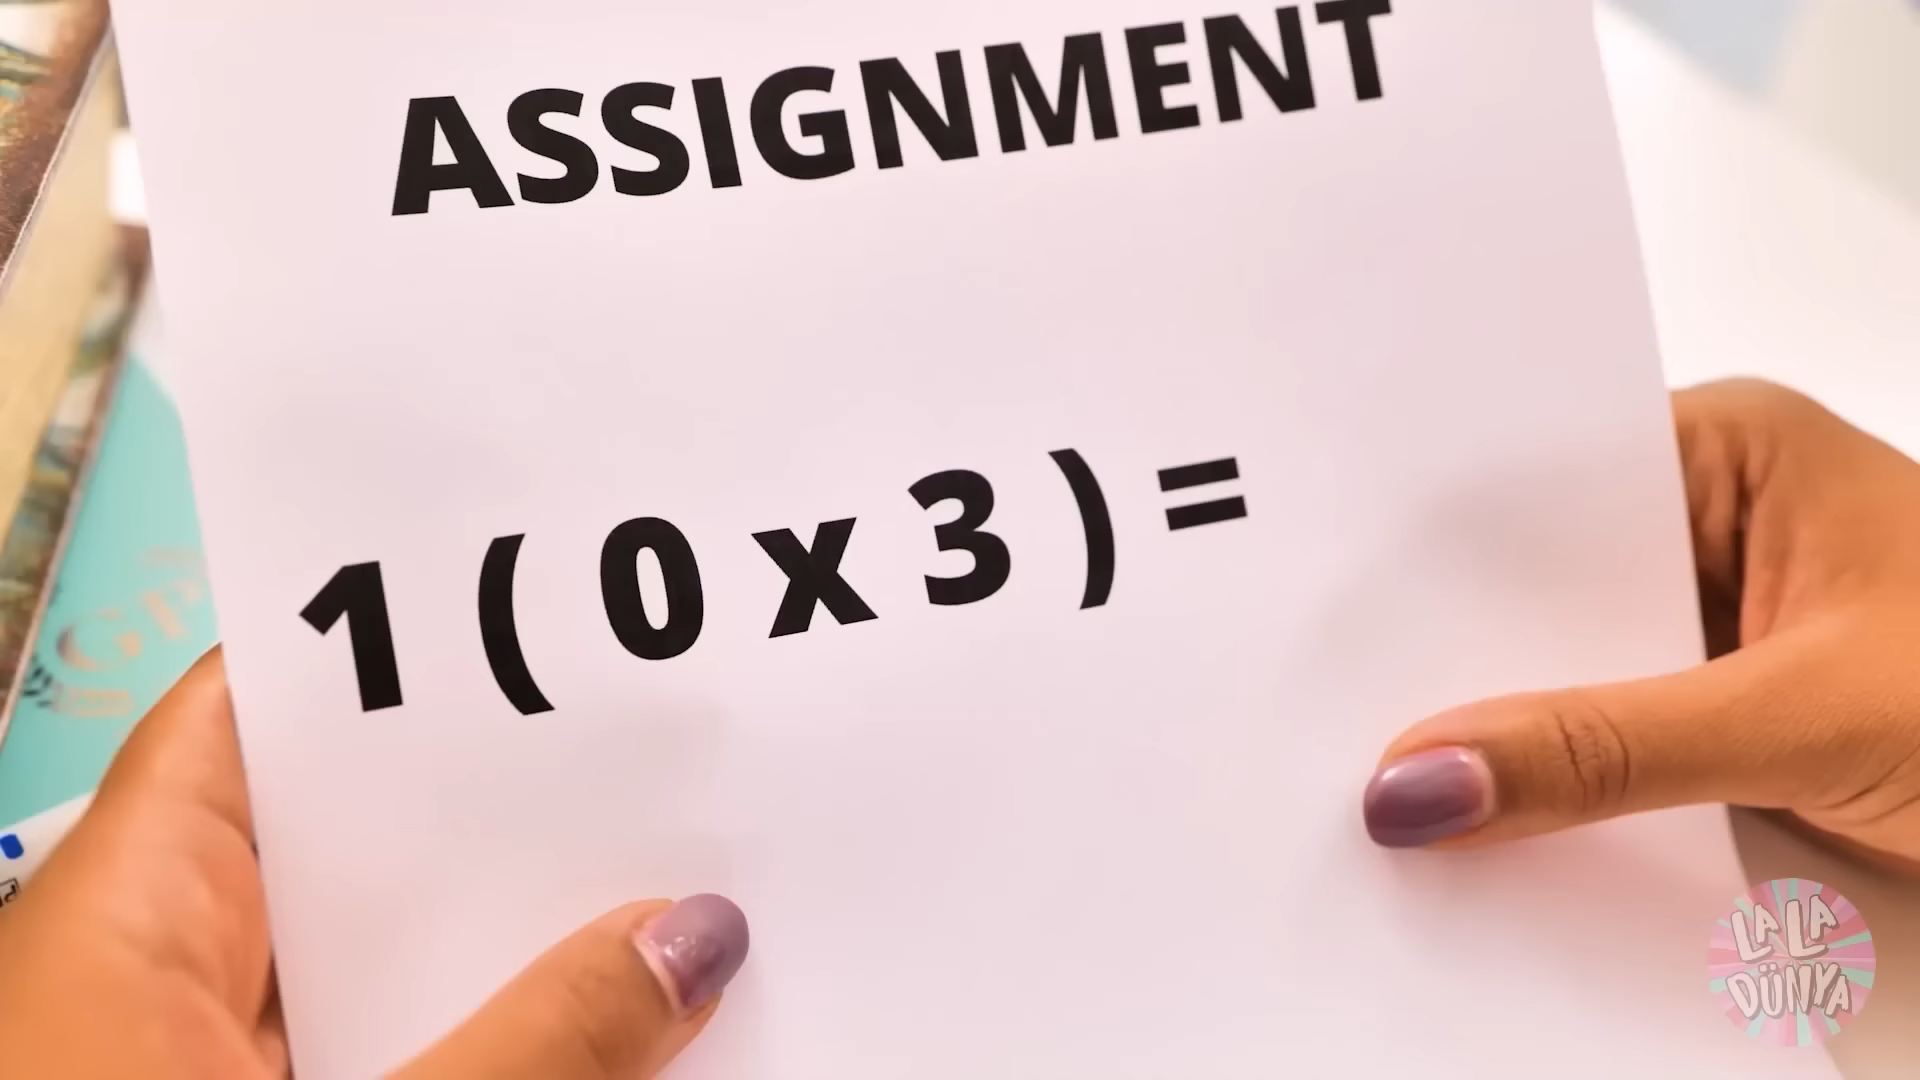 ASSIGNMENT
1 ( 0 x 3 ) =
LA LA
DÜNYA